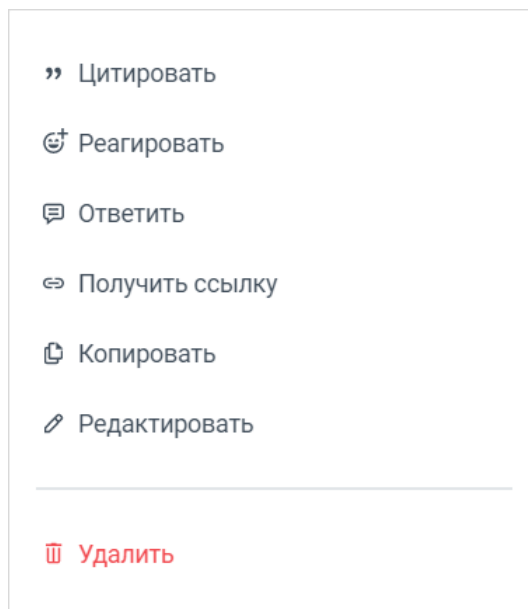 Цитировать
Реагировать
Ответить
Получить ссылку
Копировать
Редактировать
Удалить